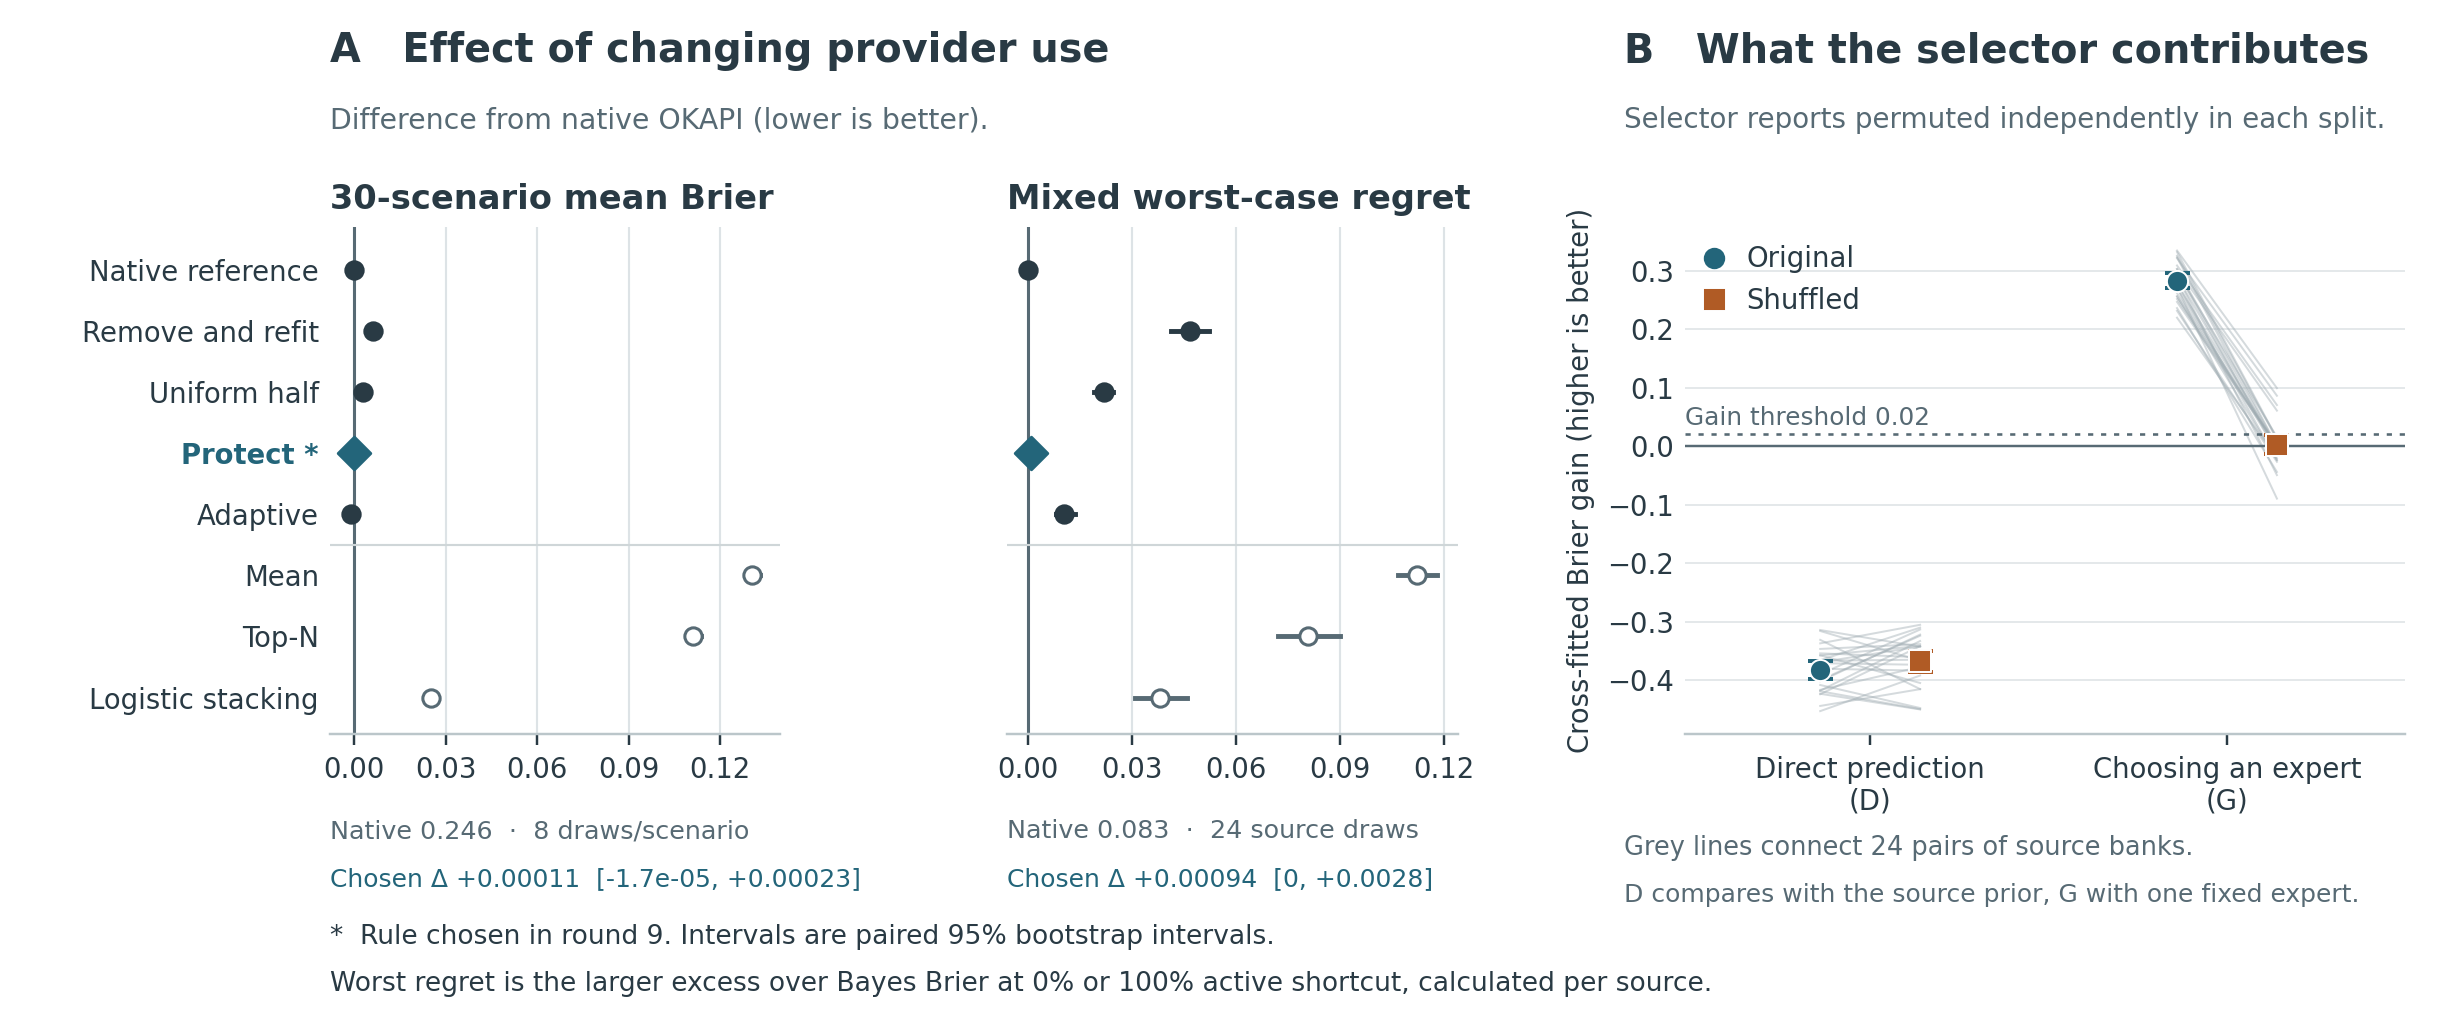 A Effect of changing provider use
Difference from native OKAPI (lower is better).
30-scenario mean Brier
Mixed worst-case regret
Native reference
Remove and refit
Uniform half
Protect *
Adaptive
Mean
Top-N
Logistic stacking
0.00 0.03 0.06 0.09 0.12
0.00 0.03 0.06 0.09 0.12
Native 0.246 · 8 draws/scenario
Chosen Δ +0.00011 [-1.7e-05, +0.00023]
Native 0.083 · 24 source draws
Chosen Δ +0.00094 [0, +0.0028]
* Rule chosen in round 9. Intervals are paired 95% bootstrap intervals.
Worst regret is the larger excess over Bayes Brier at 0% or 100% active shortcut, calculated per source.
B What the selector contributes
Selector reports permuted independently in each split.
Cross-fitted Brier gain (higher is better)
Original
Shuffled
0.3
0.2
0.1
Gain threshold 0.02
0.0
−0.1
−0.2
−0.3
−0.4
Direct prediction
(D)
Choosing an expert
(G)
Grey lines connect 24 pairs of source banks.
D compares with the source prior, G with one fixed expert.